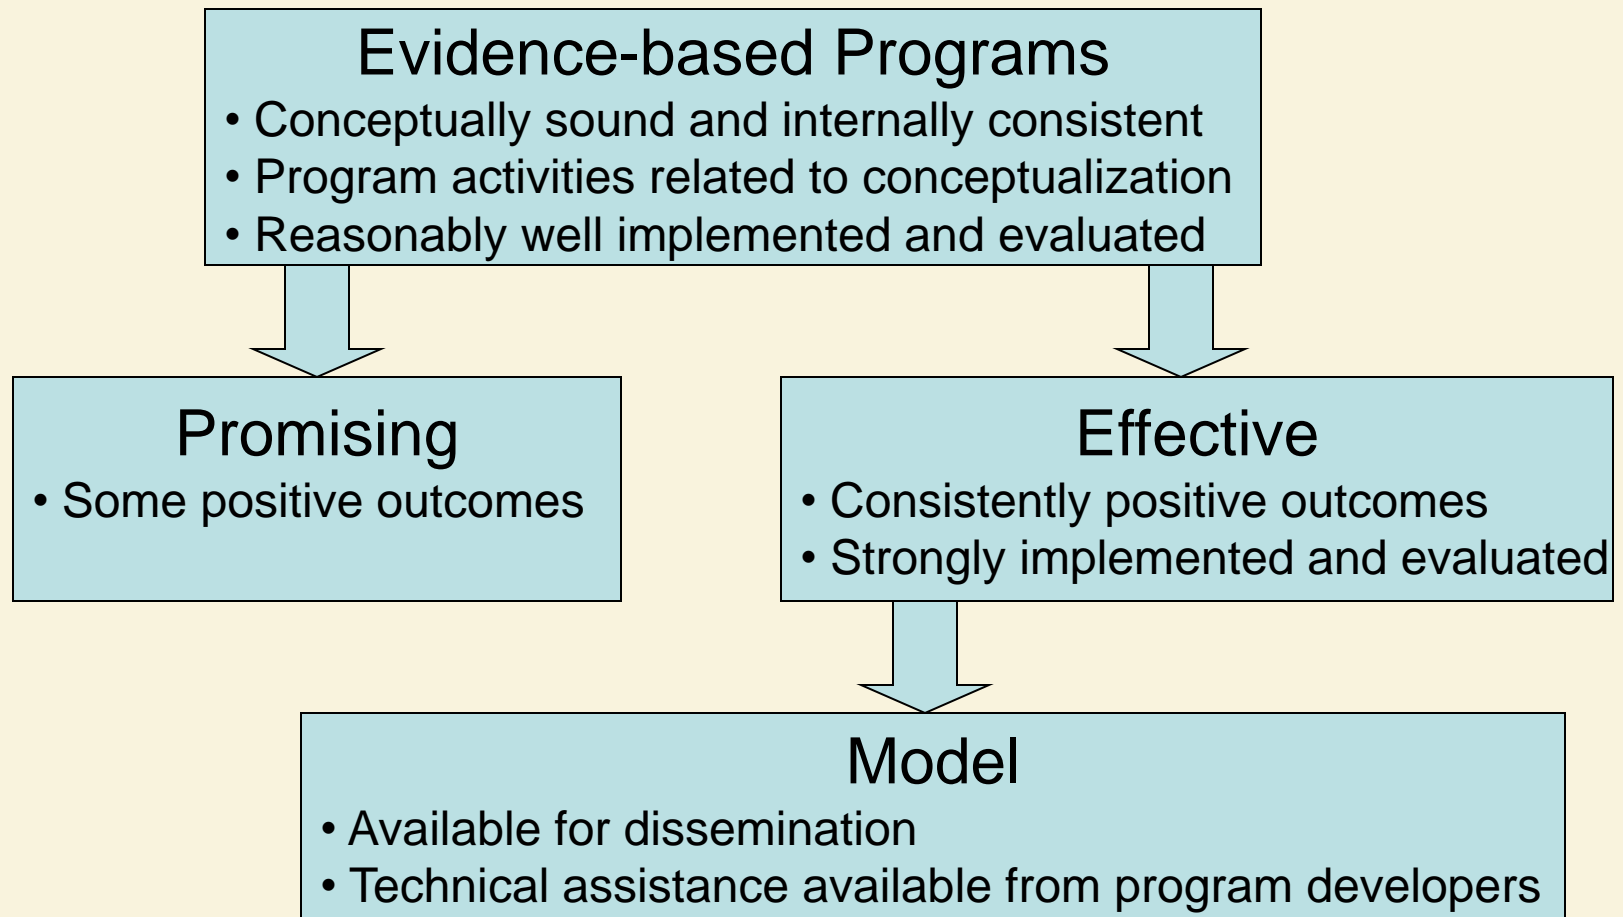 Evidence-based Programs
• Conceptually sound and internally consistent
• Program activities related to conceptualization
• Reasonably well implemented and evaluated
Promising
• Some positive outcomes
Effective
• Consistently positive outcomes
• Strongly implemented and evaluated
Model
• Available for dissemination
• Technical assistance available from program developers